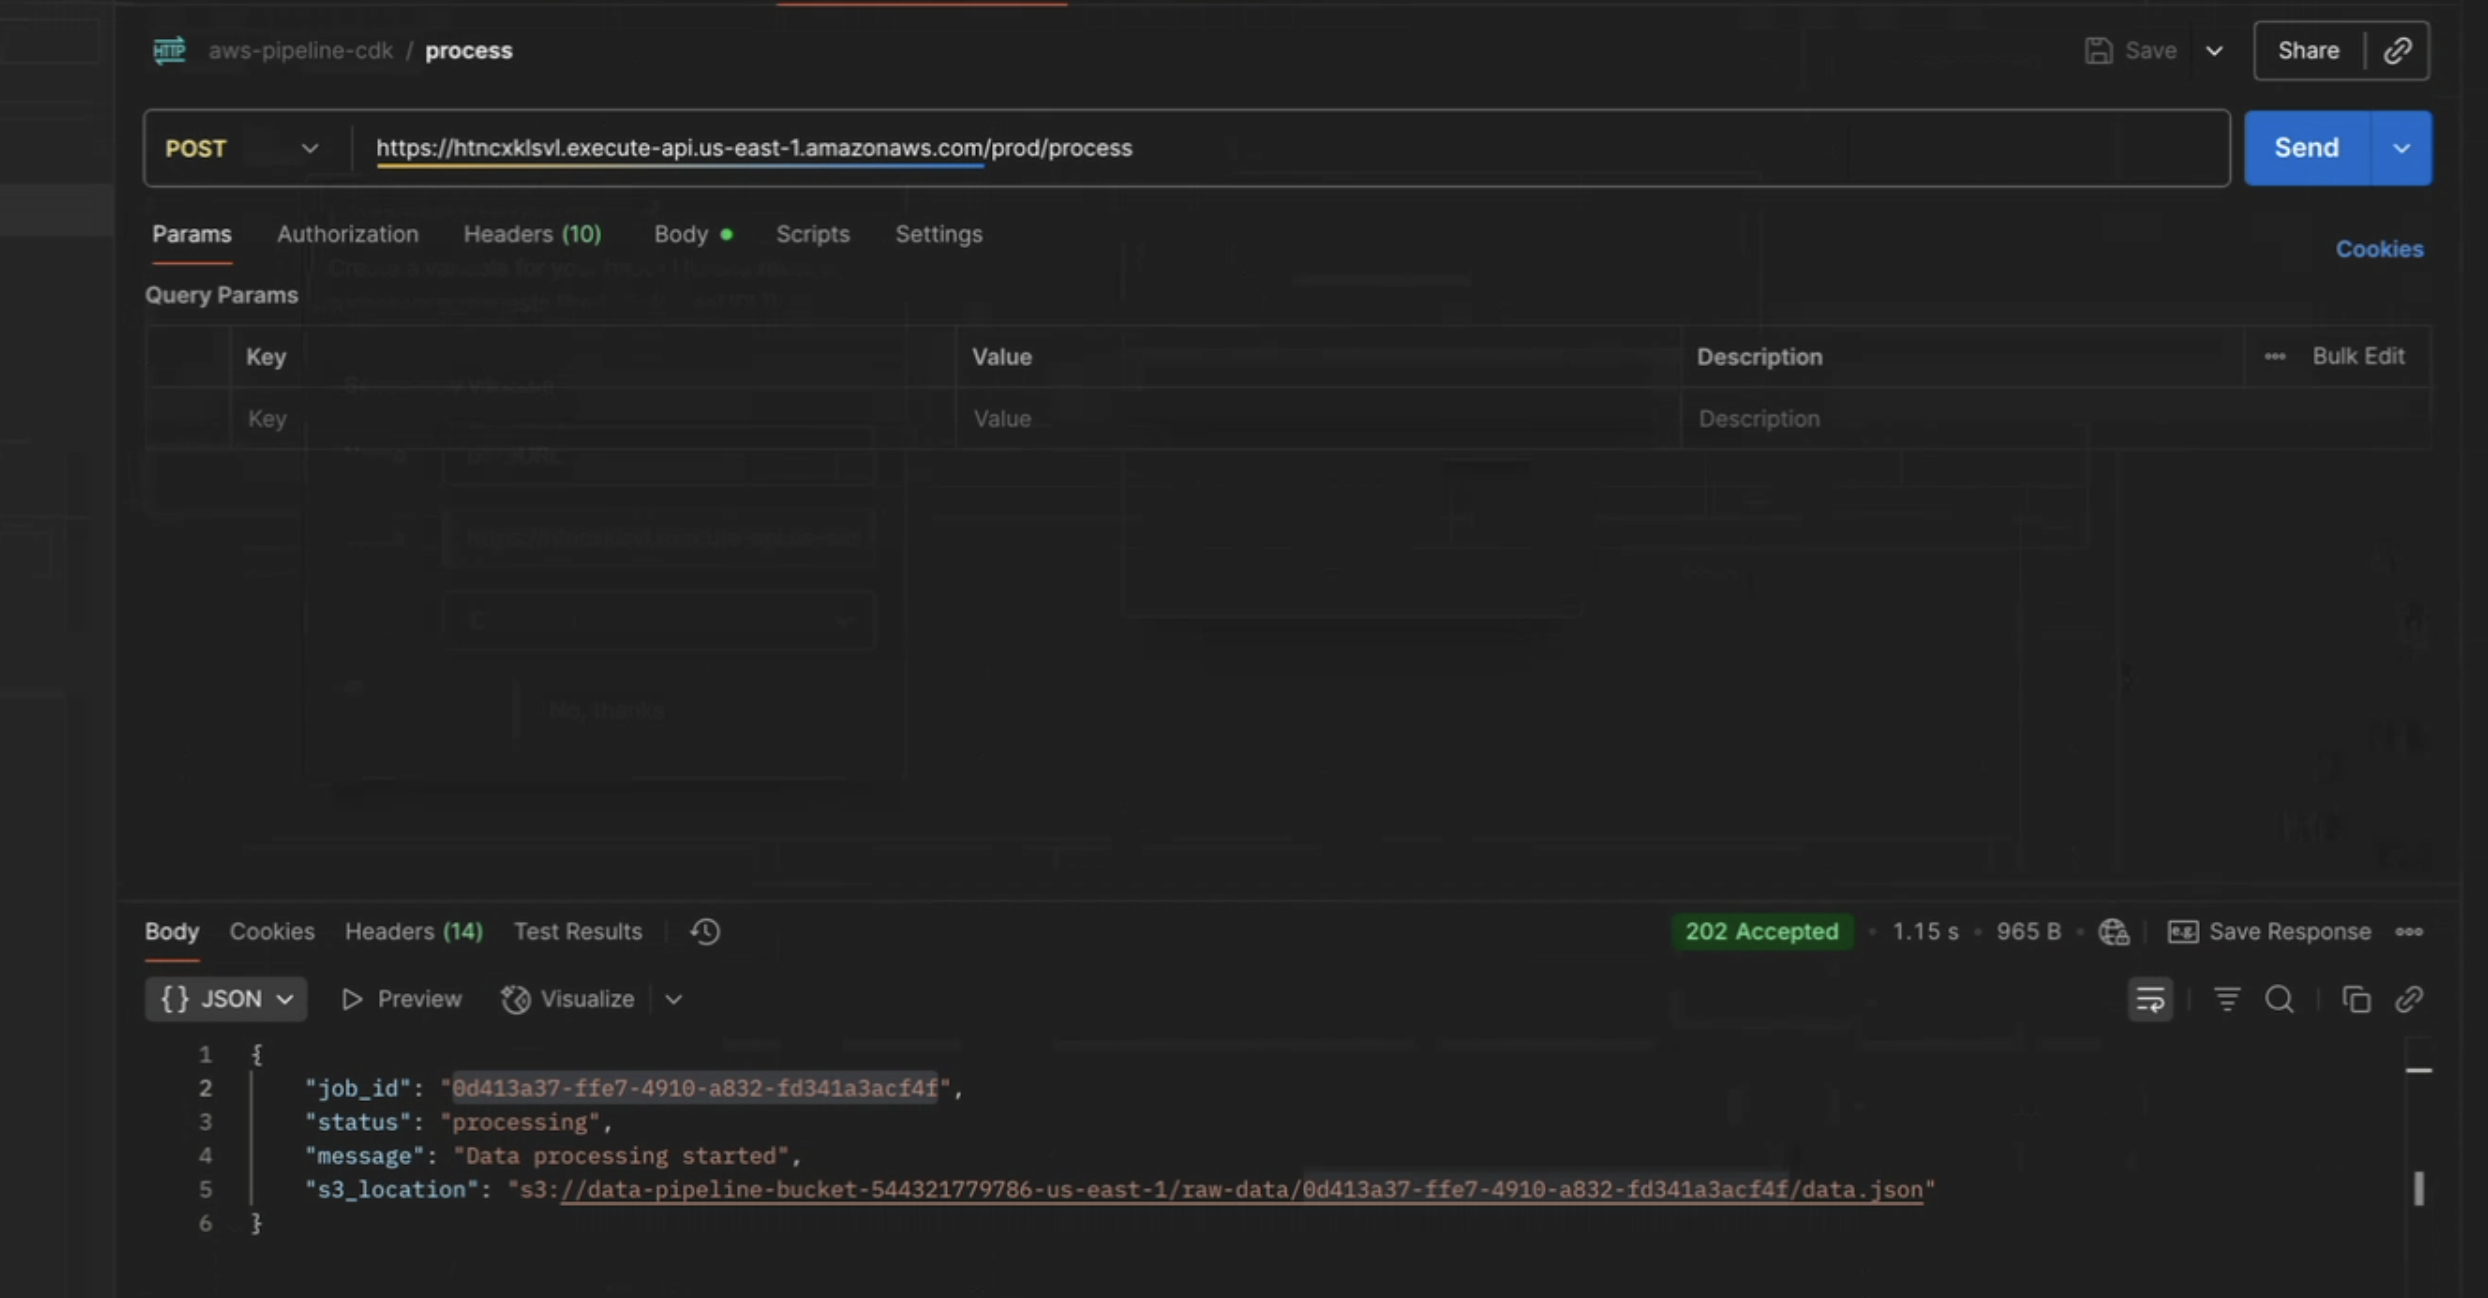 HTTP aws-pipeline-cdk / process
Save
Share
POST
https://htncxklsvl.execute-api.us-east-1.amazonaws.com/prod/process
Send
Params Authorization Headers (10) Body Scripts Settings
Cookies
Query Params
Key Value Description ••• Bulk Edit
Key Value Description
No, thanks
Body Cookies Headers (14) Test Results
202 Accepted • 1.15 s • 965 B • e.g. Save Response
{} JSON Preview Visualize
1 {
2 "job_id": "0d413a37-ffe7-4910-a832-fd341a3acf4f",
3 "status": "processing",
4 "message": "Data processing started",
5 "s3_location": "s3://data-pipeline-bucket-544321779786-us-east-1/raw-data/0d413a37-ffe7-4910-a832-fd341a3acf4f/data.json"
6 }